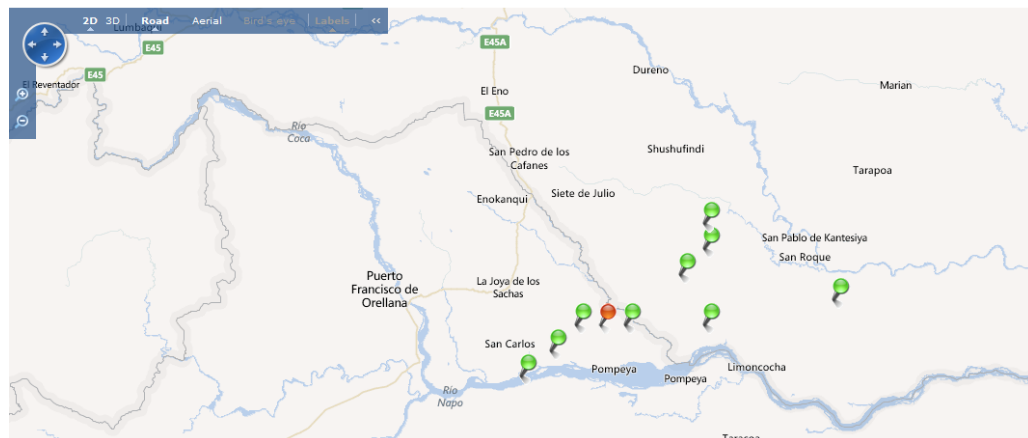 2D 3D Road Aerial Bird's eye Labels <<
E45
E45A
Dureno
El Reventador
E45
Marian
El Eno
E45A
Río
Coca
San Pedro de los
Cafanes
Shushufindi
Tarapoa
Enokanqui
Siete de Julio
San Pablo de Kantesiya
San Roque
Puerto
Francisco de
Orellana
La Joya de los
Sachas
San Carlos
Pompeya
Limoncocha
Pompeya
Río
Napo